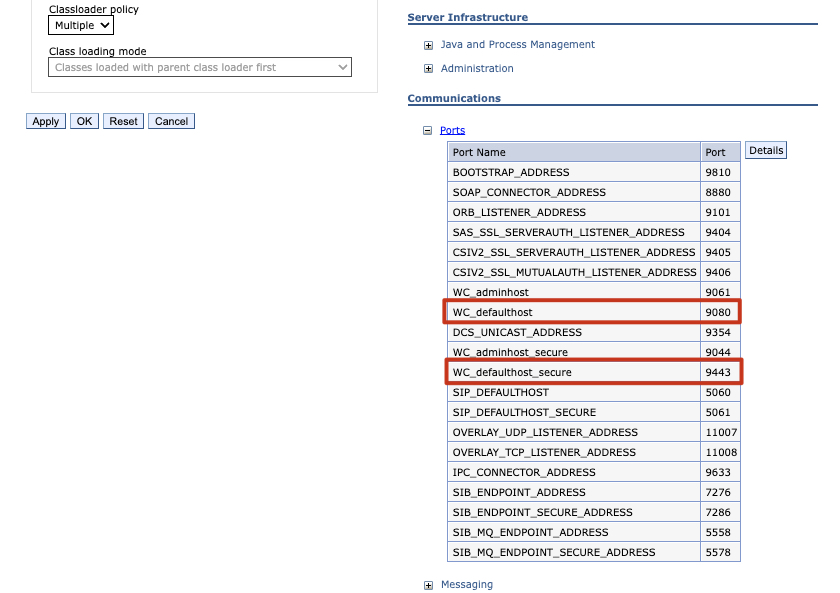 Classloader policy
Multiple
Class loading mode
Classes loaded with parent class loader first
Apply OK Reset Cancel
Server Infrastructure
Java and Process Management
Administration
Communications
Ports
Port Name Port Details
BOOTSTRAP_ADDRESS 9810
SOAP_CONNECTOR_ADDRESS 8880
ORB_LISTENER_ADDRESS 9101
SAS_SSL_SERVERAUTH_LISTENER_ADDRESS 9404
CSIV2_SSL_SERVERAUTH_LISTENER_ADDRESS 9405
CSIV2_SSL_MUTUALAUTH_LISTENER_ADDRESS 9406
WC_adminhost 9061
WC_defaulthost 9080
DCS_UNICAST_ADDRESS 9354
WC_adminhost_secure 9044
WC_defaulthost_secure 9443
SIP_DEFAULTHOST 5060
SIP_DEFAULTHOST_SECURE 5061
OVERLAY_UDP_LISTENER_ADDRESS 11007
OVERLAY_TCP_LISTENER_ADDRESS 11008
IPC_CONNECTOR_ADDRESS 9633
SIB_ENDPOINT_ADDRESS 7276
SIB_ENDPOINT_SECURE_ADDRESS 7286
SIB_MQ_ENDPOINT_ADDRESS 5558
SIB_MQ_ENDPOINT_SECURE_ADDRESS 5578
Messaging